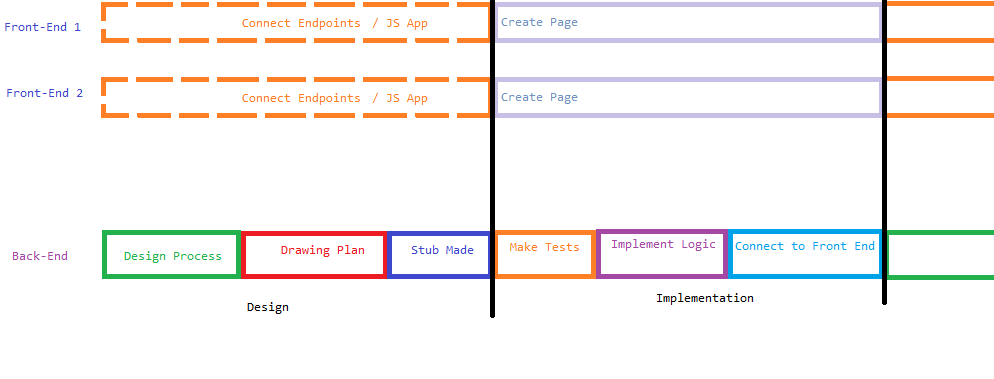 Front-End 1
Connect Endpoints / JS App
Create Page
Front-End 2
Connect Endpoints / JS App
Create Page
Back-End
Design Process
Drawing Plan
Stub Made
Make Tests
Implement Logic
Connect to Front End
Design
Implementation